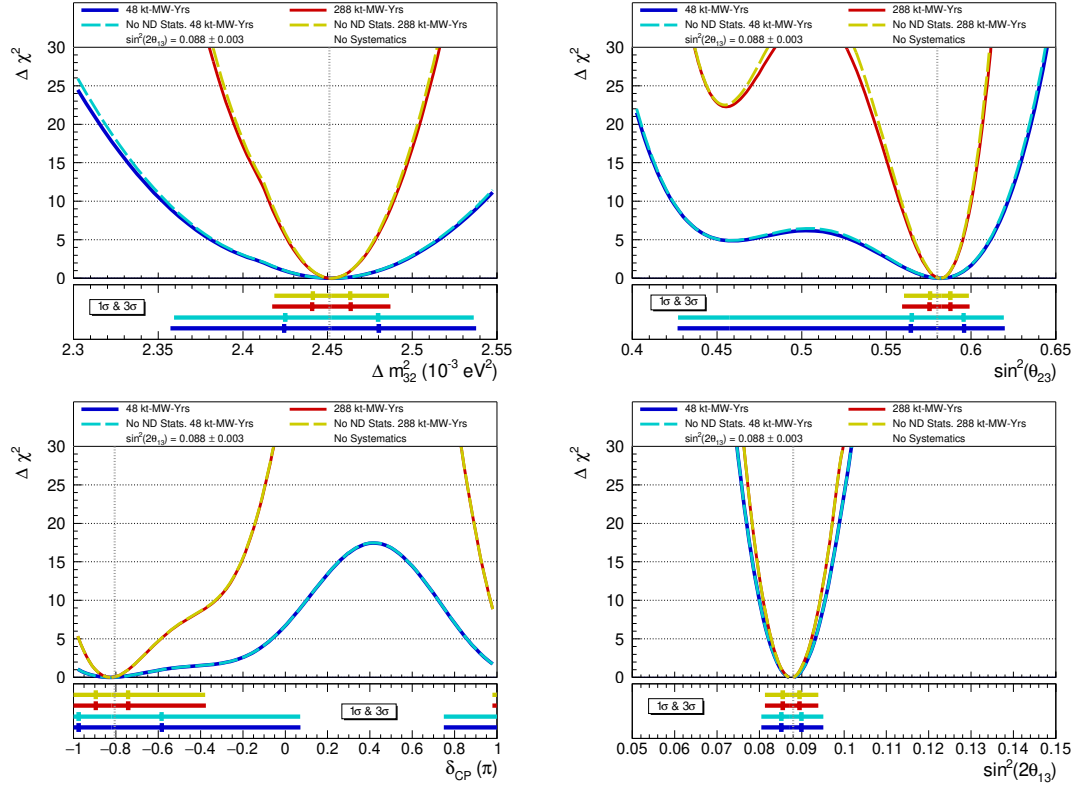 48 kt-MW-Yrs 288 kt-MW-Yrs
No ND Stats. 48 kt-MW-Yrs No ND Stats. 288 kt-MW-Yrs
sin²(2θ₁₃) = 0.088 ± 0.003 No Systematics
Δ χ²
30
25
20
15
10
5
0
1σ & 3σ
2.3 2.35 2.4 2.45 2.5 2.55
Δ m²₃₂ (10⁻³ eV²)
48 kt-MW-Yrs 288 kt-MW-Yrs
No ND Stats. 48 kt-MW-Yrs No ND Stats. 288 kt-MW-Yrs
sin²(2θ₁₃) = 0.088 ± 0.003 No Systematics
Δ χ²
30
25
20
15
10
5
0
1σ & 3σ
0.4 0.45 0.5 0.55 0.6 0.65
sin²(θ₂₃)
48 kt-MW-Yrs 288 kt-MW-Yrs
No ND Stats. 48 kt-MW-Yrs No ND Stats. 288 kt-MW-Yrs
sin²(2θ₁₃) = 0.088 ± 0.003 No Systematics
Δ χ²
30
25
20
15
10
5
0
1σ & 3σ
−1 −0.8 −0.6 −0.4 −0.2 0 0.2 0.4 0.6 0.8 1
δCP (π)
48 kt-MW-Yrs 288 kt-MW-Yrs
No ND Stats. 48 kt-MW-Yrs No ND Stats. 288 kt-MW-Yrs
sin²(2θ₁₃) = 0.088 ± 0.003 No Systematics
Δ χ²
30
25
20
15
10
5
0
1σ & 3σ
0.05 0.06 0.07 0.08 0.09 0.1 0.11 0.12 0.13 0.14 0.15
sin²(2θ₁₃)